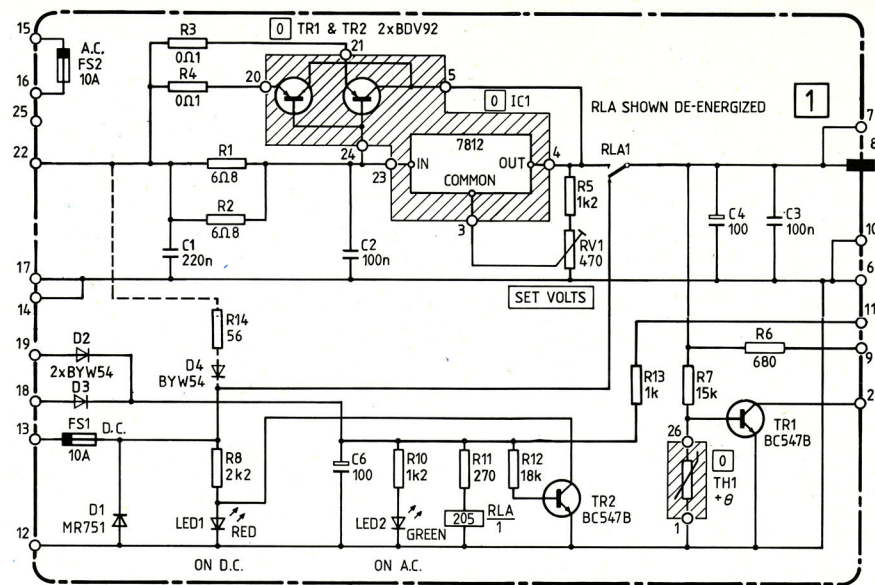 15
A.C.
FS2
10A
16
25
22
R3
0Ω1
R4
0Ω1
0 TR1 & TR2 2xBDV92
21
20
5
24
23
0 IC1
7812
IN
OUT
COMMON
4
3
RLA SHOWN DE-ENERGIZED
RLA1
1
7
8
R1
6Ω8
R2
6Ω8
C1
220n
C2
100n
R5
1k2
RV1
470
SET VOLTS
C4
100
C3
100n
10
6
17
14
R14
56
D4
BYW54
19
D2
2xBYW54
18
D3
13
FS1
D.C.
10A
11
R6
680
9
R13
1k
R7
15k
2
TR1
BC547B
26
0
TH1
+θ
1
R8
2k2
C6
100
R10
1k2
R11
270
R12
18k
TR2
BC547B
D1
MR751
LED1
RED
LED2
GREEN
205
RLA
1
12
ON D.C.
ON A.C.